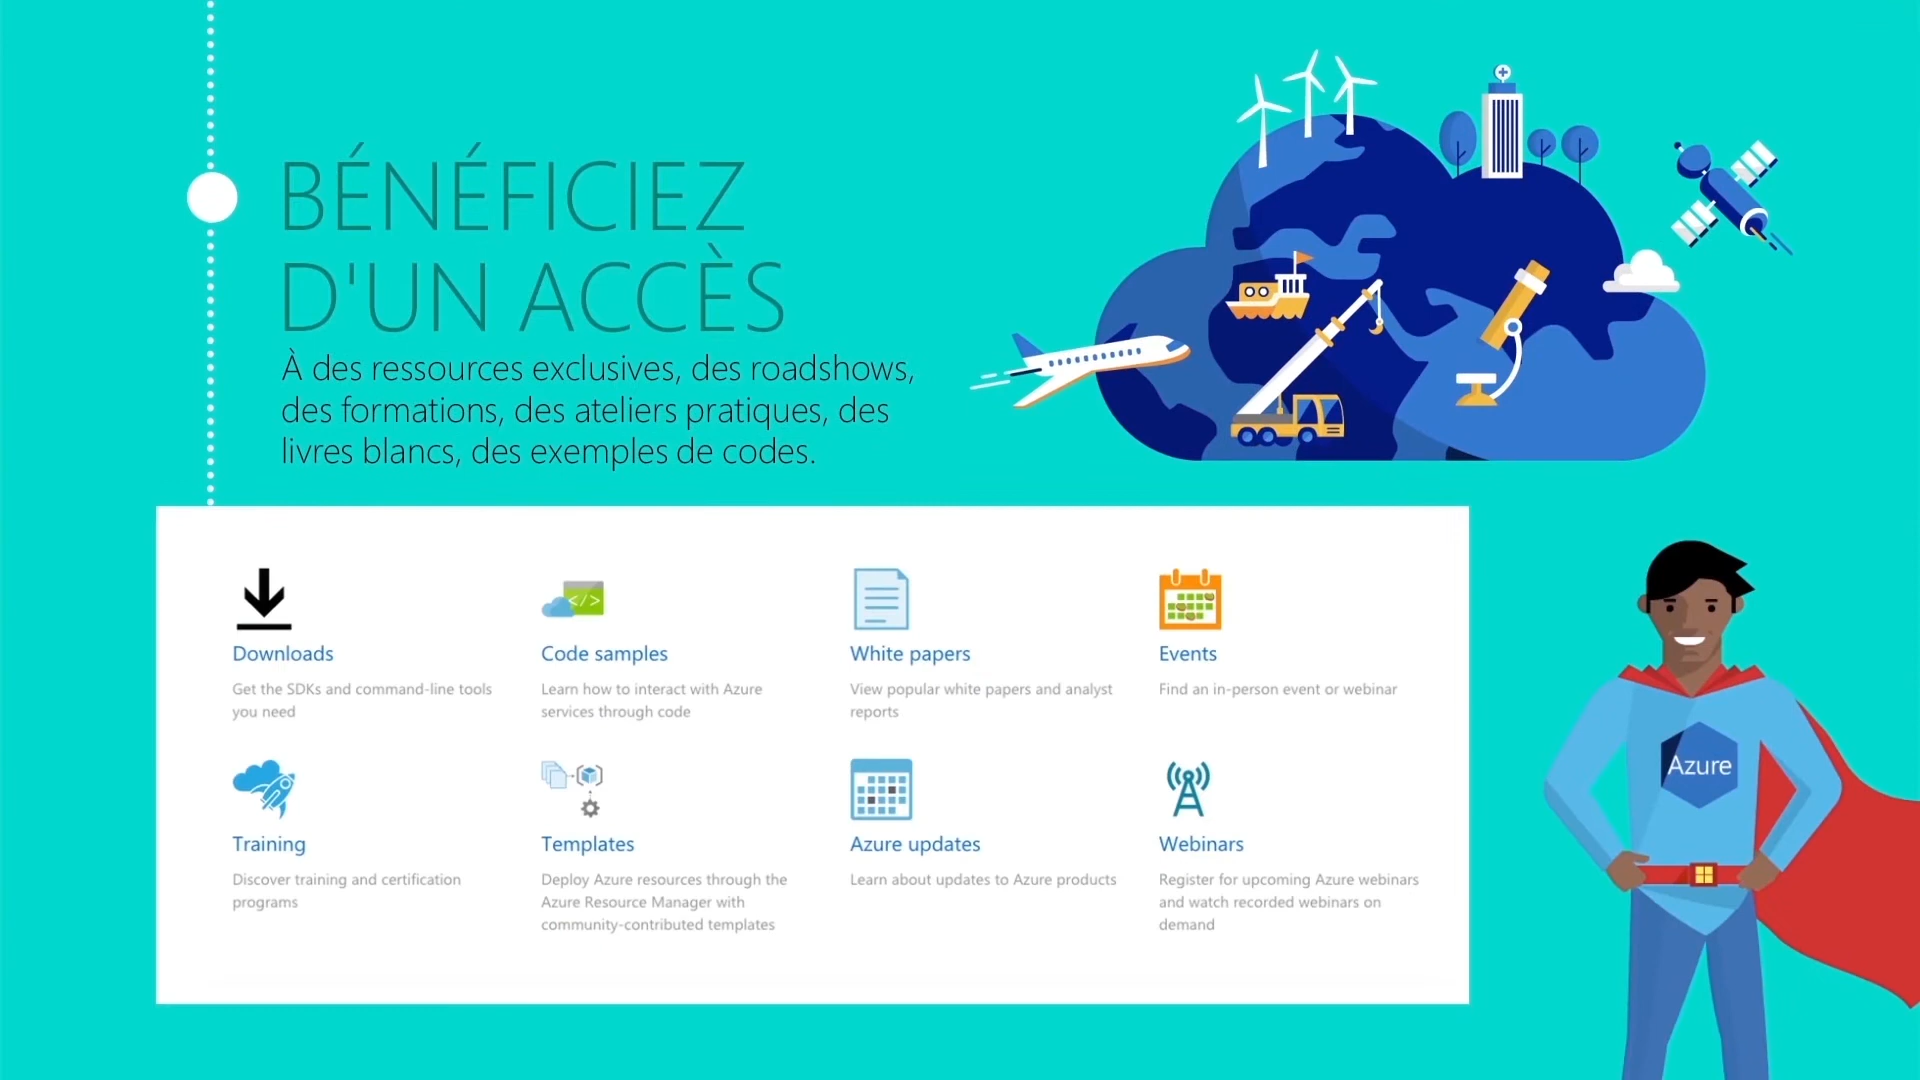 BÉNÉFICIEZ
D'UN ACCÈS
À des ressources exclusives, des roadshows,
des formations, des ateliers pratiques, des
livres blancs, des exemples de codes.
</>
Downloads
Get the SDKs and command-line tools
you need
Code samples
Learn how to interact with Azure
services through code
White papers
View popular white papers and analyst
reports
Events
Find an in-person event or webinar
Training
Discover training and certification
programs
Templates
Deploy Azure resources through the
Azure Resource Manager with
community-contributed templates
Azure updates
Learn about updates to Azure products
Webinars
Register for upcoming Azure webinars
and watch recorded webinars on
demand
Azure